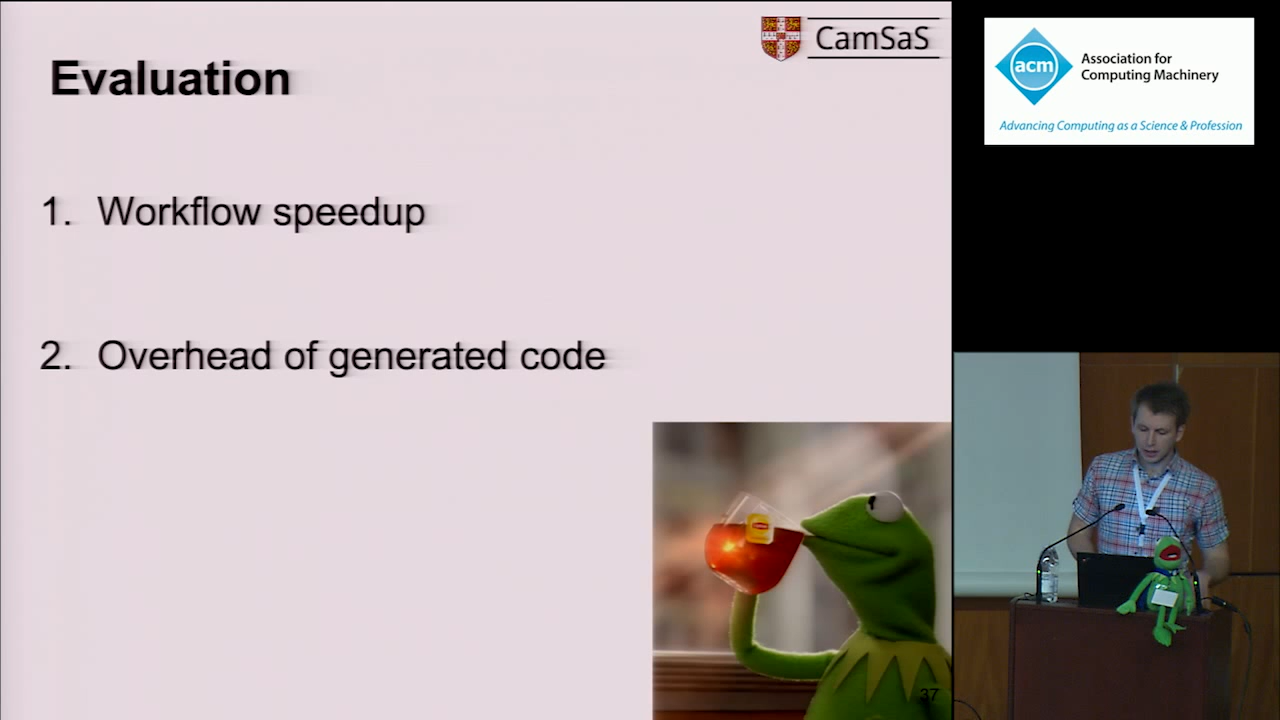 CamSaS
Evaluation
1. Workflow speedup
2. Overhead of generated code
37
acm
Association for
Computing Machinery
Advancing Computing as a Science & Profession